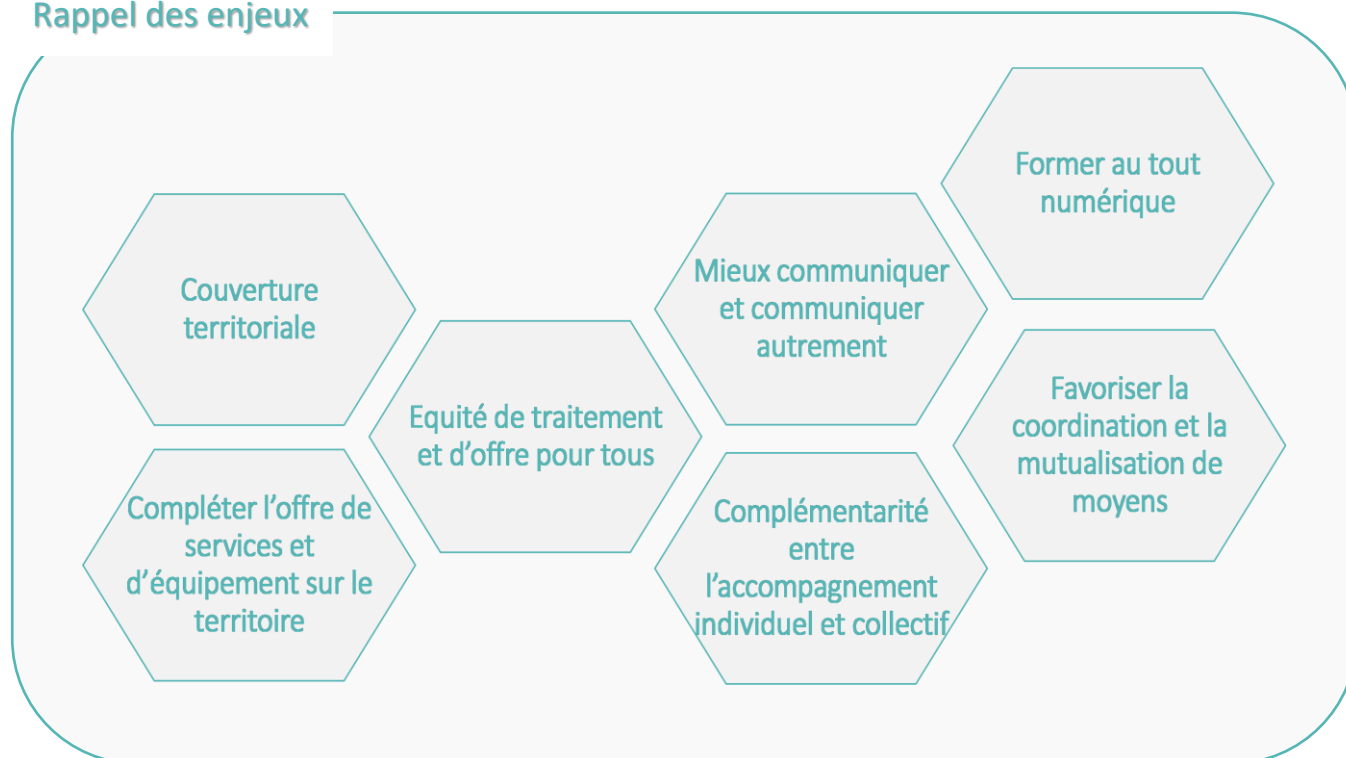 Rappel des enjeux
Couverture
territoriale
Compléter l’offre de
services et
d’équipement sur le
territoire
Equité de traitement
et d’offre pour tous
Mieux communiquer
et communiquer
autrement
Complémentarité
entre
l’accompagnement
individuel et collectif
Former au tout
numérique
Favoriser la
coordination et la
mutualisation de
moyens